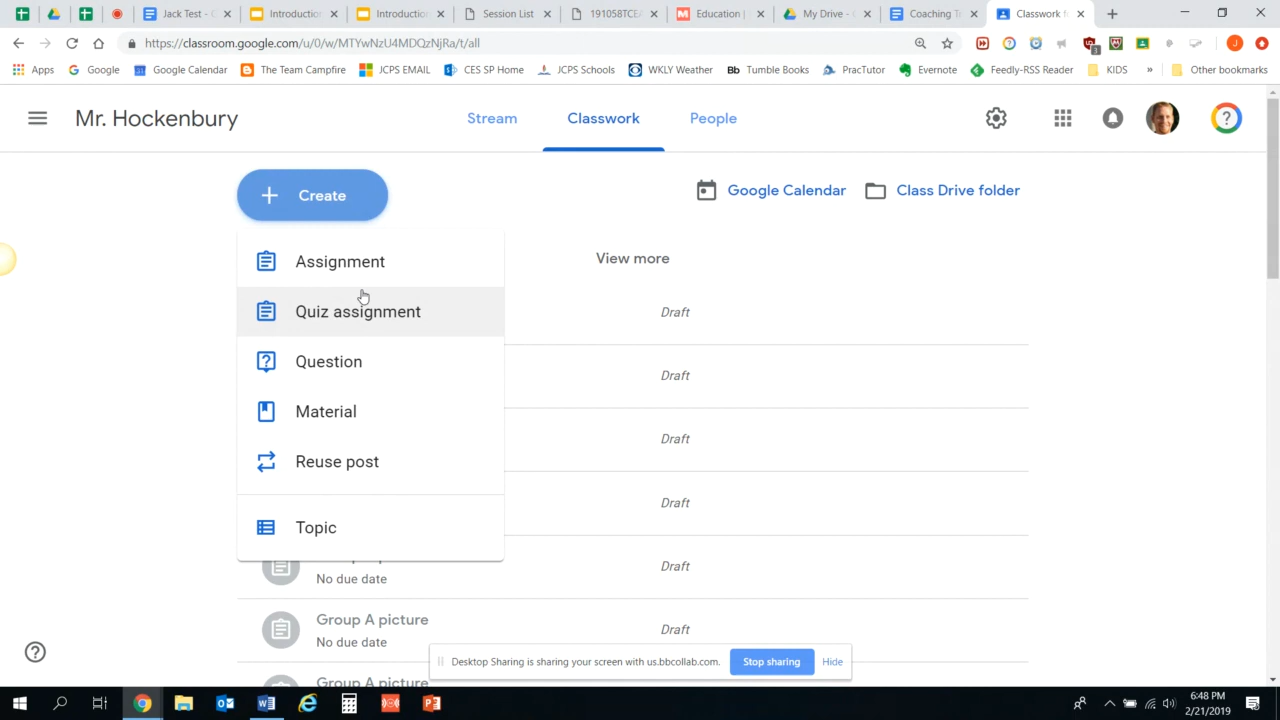 Jack Test - C
Introduction
Introduction
Session List
191058TCEA
Education |
My Drive - G
Coaching T
Classwork f
https://classroom.google.com/u/0/w/MTYwNzU4MDQzNjRa/t/all
3
J
Apps
Google
Google Calendar
The Team Campfire
JCPS EMAIL
CES SP Home
JCPS Schools
WKLY Weather
Bb Tumble Books
PracTutor
Evernote
Feedly-RSS Reader
KIDS
»
Other bookmarks
Mr. Hockenbury
Stream
Classwork
People
?
+ Create
Google Calendar
Class Drive folder
Assignment
View more
Quiz assignment
Draft
Question
Draft
Material
Draft
Reuse post
Draft
Topic
Draft
No due date
Group A picture
Draft
No due date
Desktop Sharing is sharing your screen with us.bbcollab.com.
Stop sharing
Hide
Group A picture
6:48 PM
2/21/2019